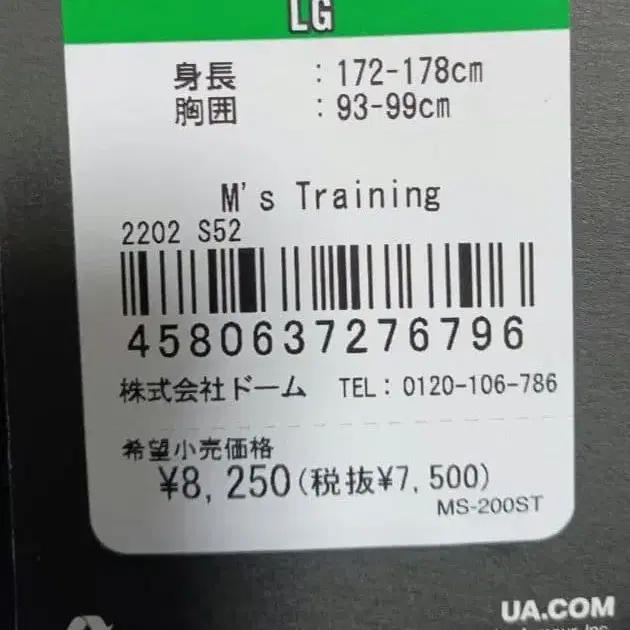 LG
身長 : 172-178cm
胸囲 : 93-99cm
M's Training
2202 S52
4580637276796
株式会社ドーム TEL: 0120-106-786
希望小売価格
¥8,250(税抜¥7,500)
MS-200ST
UA.COM